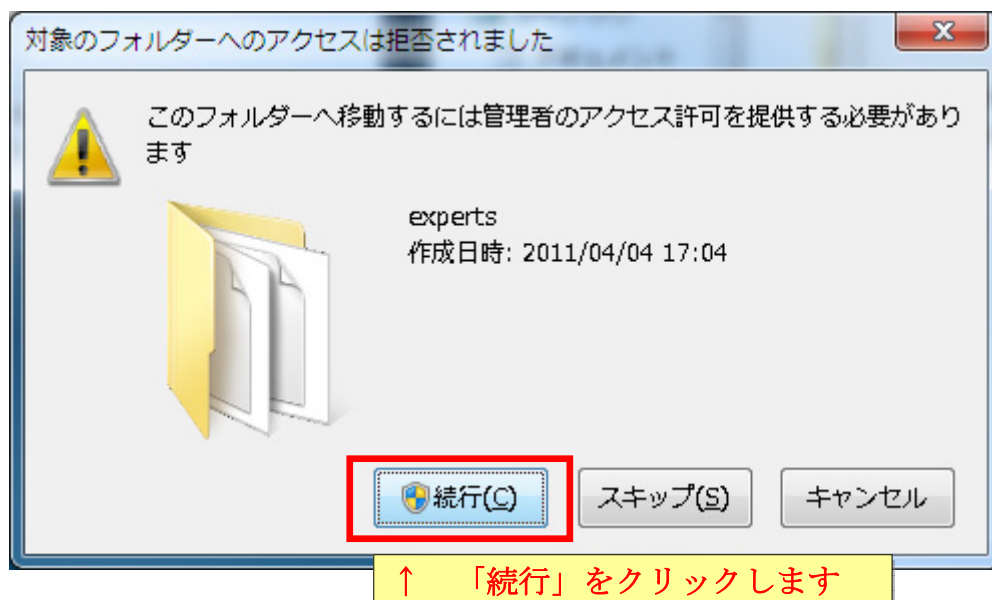 対象のフォルダーへのアクセスは拒否されました
このフォルダーへ移動するには管理者のアクセス許可を提供する必要があり
ます
experts
作成日時: 2011/04/04 17:04
続行(C) スキップ(S) キャンセル
↑ 「続行」をクリックします